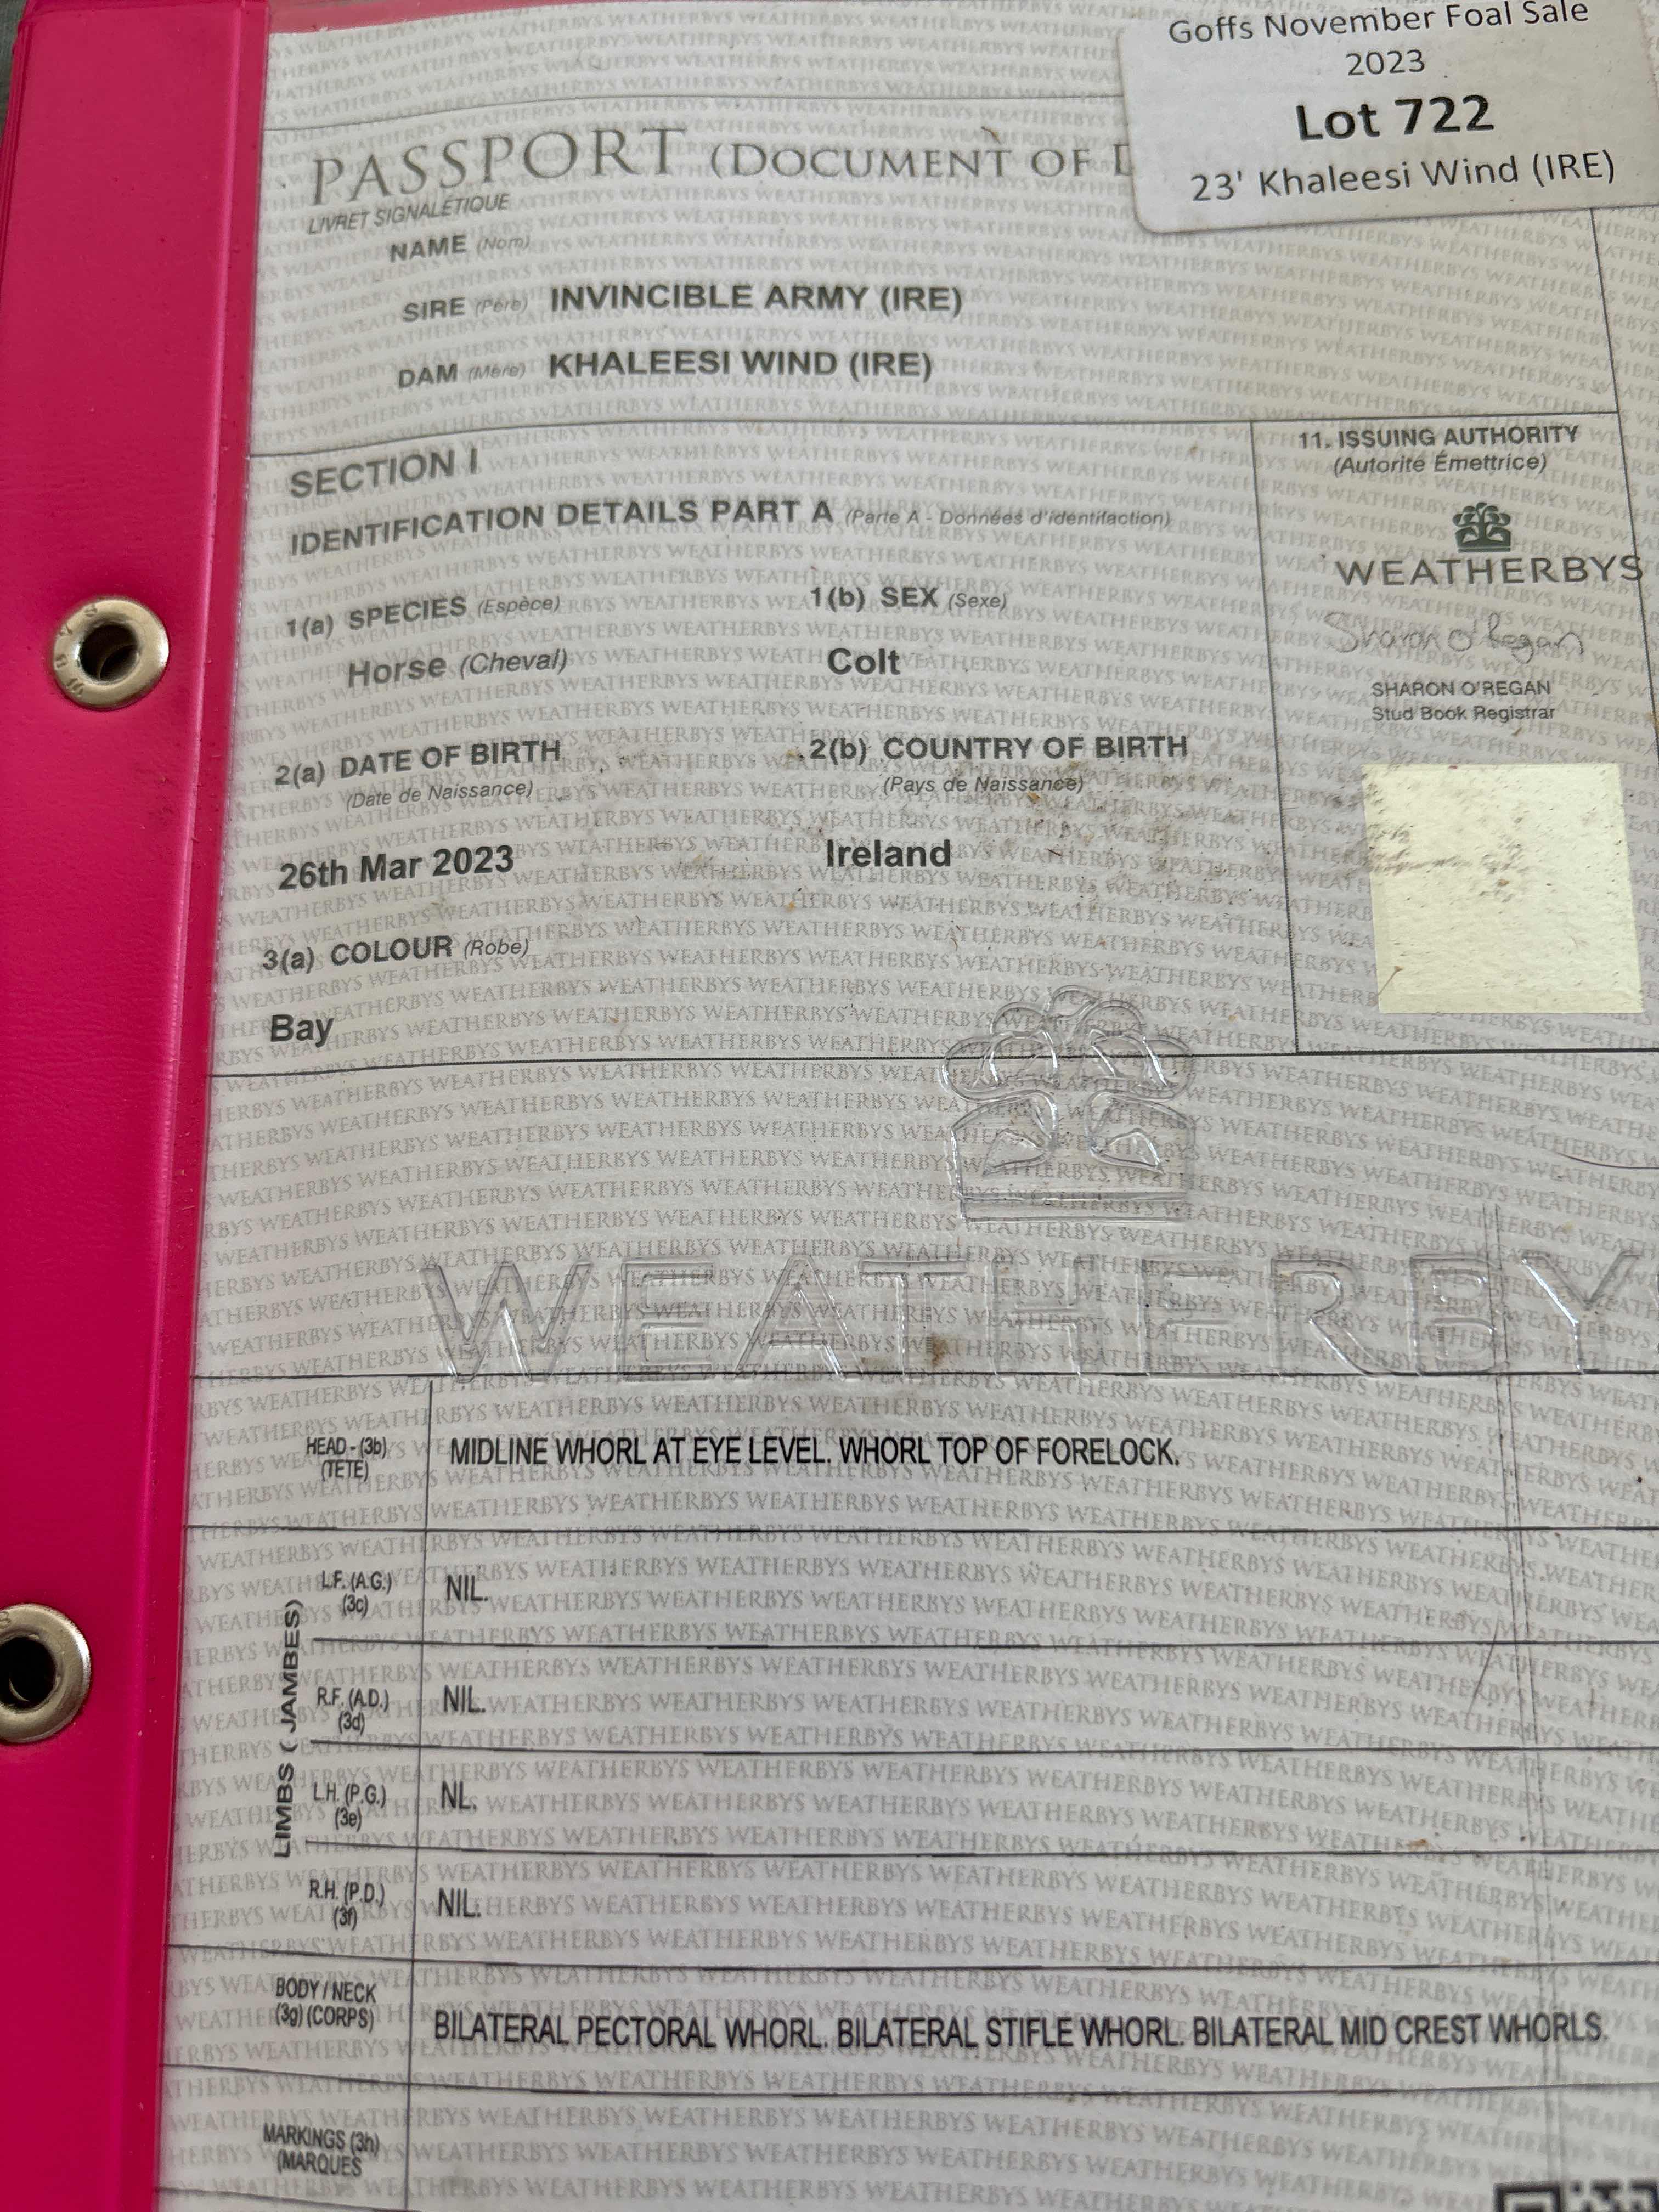 Goffs November Foal Sale
2023
Lot 722
23' Khaleesi Wind (IRE)
PASSPORT (DOCUMENT OF
LIVRET SIGNALÉTIQUE
NAME (Nom)
SIRE (Père) INVINCIBLE ARMY (IRE)
DAM (Mère) KHALEESI WIND (IRE)
SECTION I
IDENTIFICATION DETAILS PART A (Partie A - Données d'identifaction)
11. ISSUING AUTHORITY
(Autorité Émettrice)
WEATHERBYS
Sharon O'Regan
SHARON O'REGAN
Stud Book Registrar
1(a) SPECIES (Espèce) 1(b) SEX (Sexe)
Horse (Cheval) Colt
2(a) DATE OF BIRTH 2(b) COUNTRY OF BIRTH
(Date de Naissance) (Pays de Naissance)
26th Mar 2023 Ireland
3(a) COLOUR (Robe)
Bay
WEATHERBY
HEAD - (3b)
(TETE)
MIDLINE WHORL AT EYE LEVEL. WHORL TOP OF FORELOCK.
LIMBS ( JAMBES)
L.F. (A.G.)
(3c)
NIL.
R.F. (A.D.)
(3d)
NIL.
L.H. (P.G.)
(3e)
NL.
R.H. (P.D.)
(3f)
NIL.
BODY / NECK
(3g) (CORPS)
BILATERAL PECTORAL WHORL. BILATERAL STIFLE WHORL. BILATERAL MID CREST WHORLS.
MARKINGS (3h)
(MARQUES